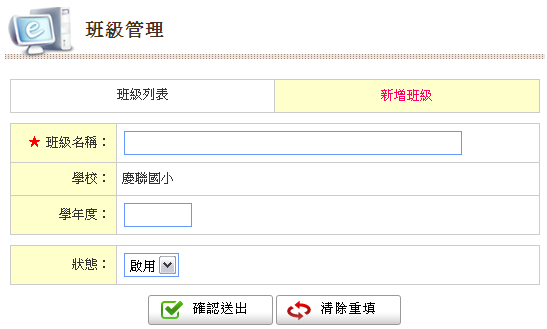 班級管理
班級列表 新增班級
★ 班級名稱：
學校： 慶聯國小
學年度：
狀態： 啟用
確認送出 清除重填